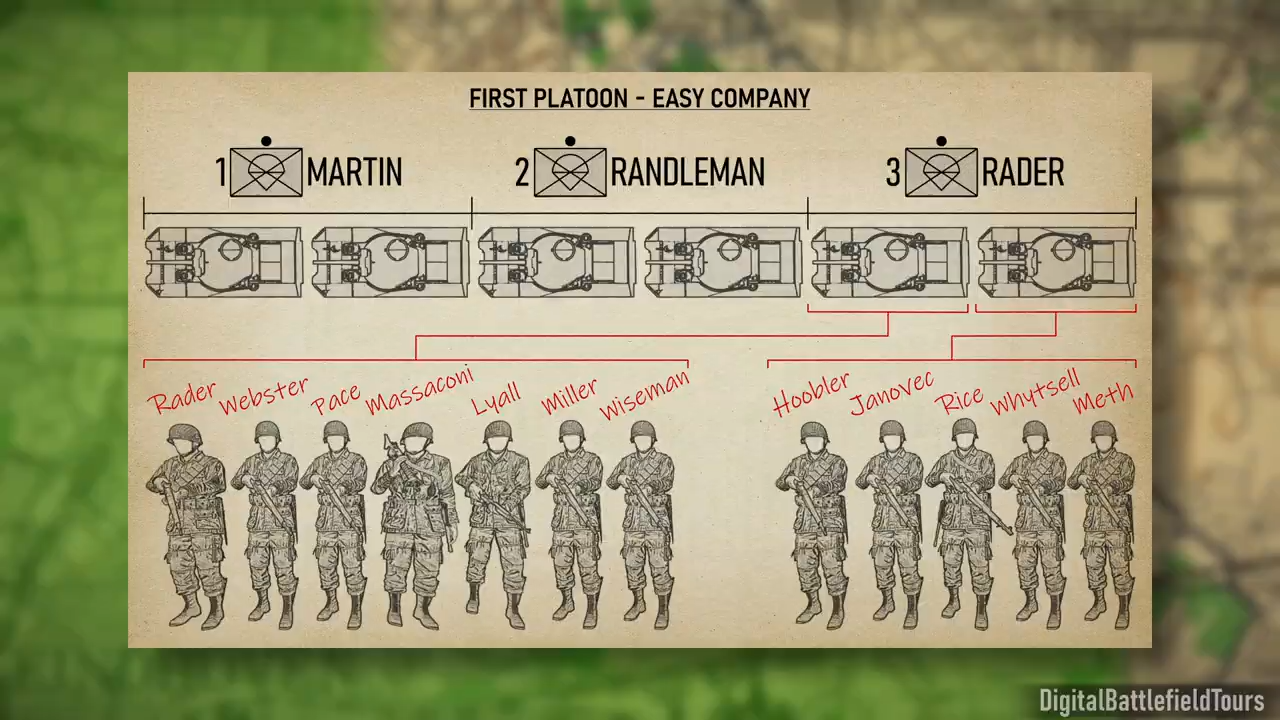 FIRST PLATOON - EASY COMPANY
1 MARTIN 2 RANDLEMAN 3 RADER
Rader Webster Pace Massaconi Lyall Miller Wiseman Hoobler Janovec Rice Whytsell Meth
DigitalBattlefieldTours